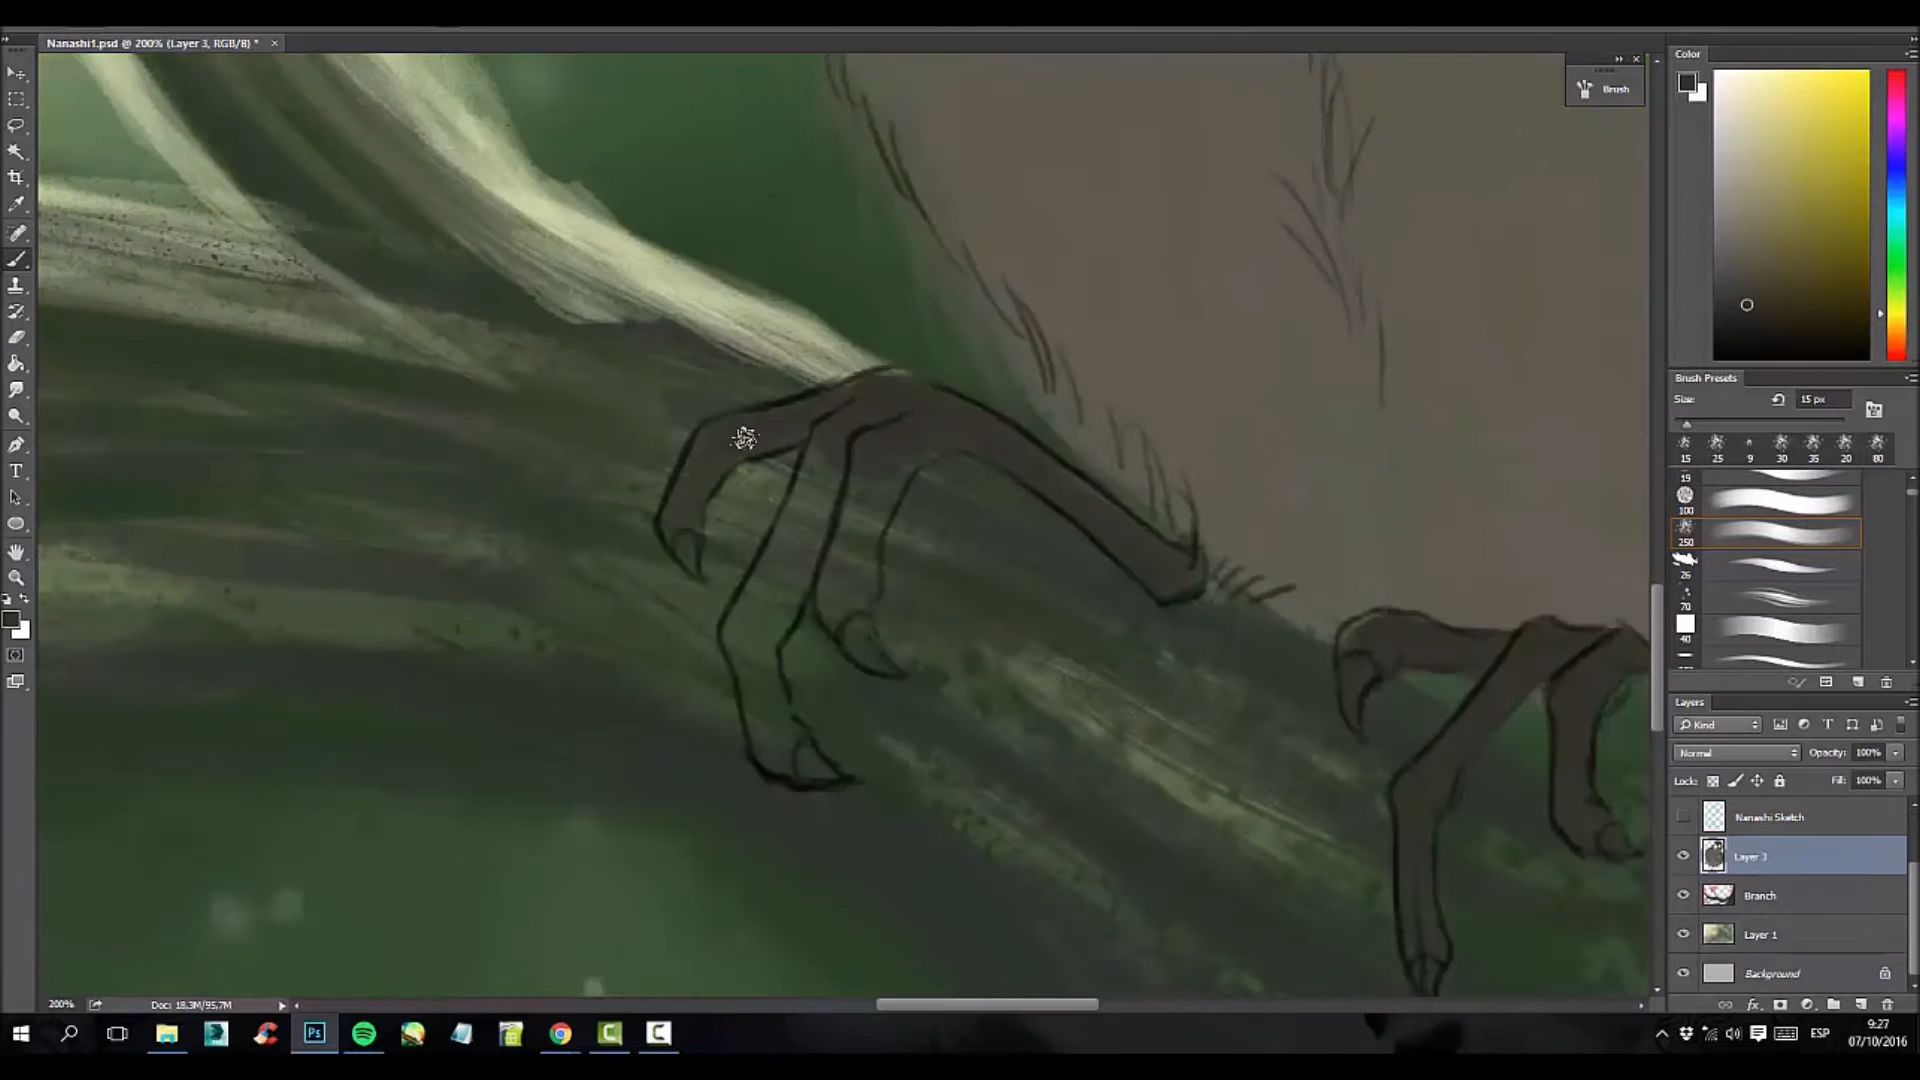 Nanashi1.psd @ 200% (Layer 3, RGB/8) *
Color
Brush
Brush Presets
Size:
15 px
15 25 9 30 35 20 80
19
100
250
26
70
40
Layers
Kind
Normal
Opacity: 100%
Lock:
Fill: 100%
Nanashi Sketch
Layer 3
Branch
Layer 1
Background
200%
Doc: 18,3M/95,7M
Ps
ESP
9:27
07/10/2016